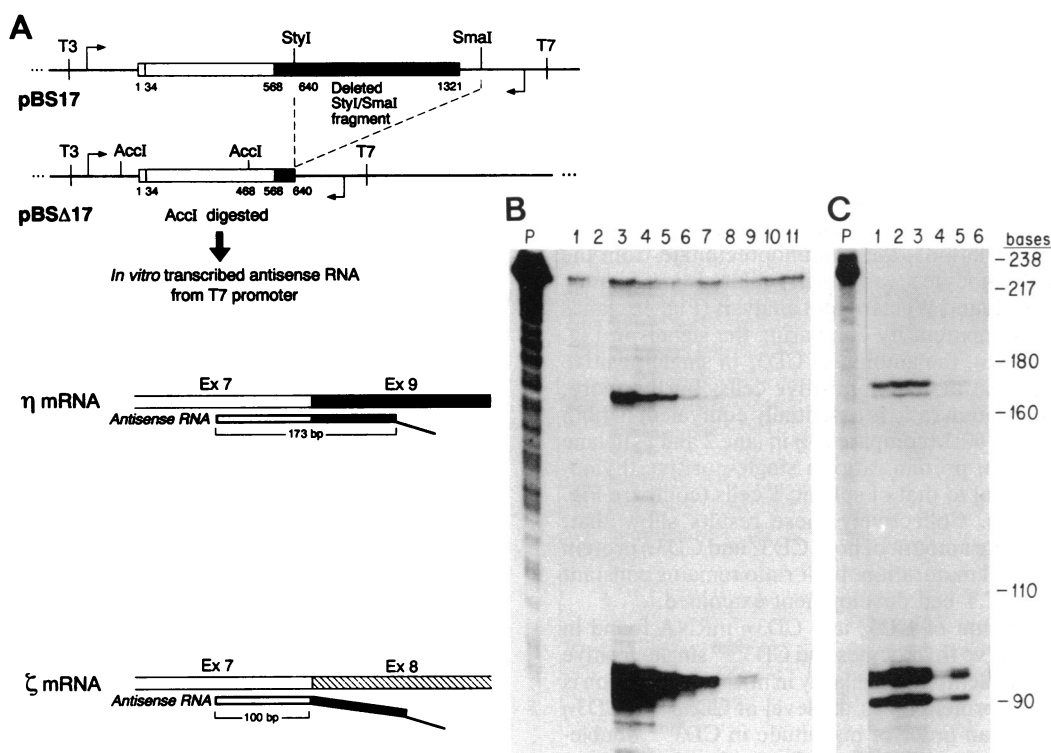 A
T3
StyI
SmaI
T7
1 34
568
640
Deleted
StyI/SmaI
fragment
1321
pBS17
T3
AccI
AccI
T7
1 34
468
568
640
pBSΔ17
AccI digested
In vitro transcribed antisense RNA
from T7 promoter
Ex 7
Ex 9
η mRNA
Antisense RNA
173 bp
Ex 7
Ex 8
ζ mRNA
Antisense RNA
100 bp
B
P 1 2 3 4 5 6 7 8 9 10 11
C
P 1 2 3 4 5 6
bases
238
217
180
160
110
90